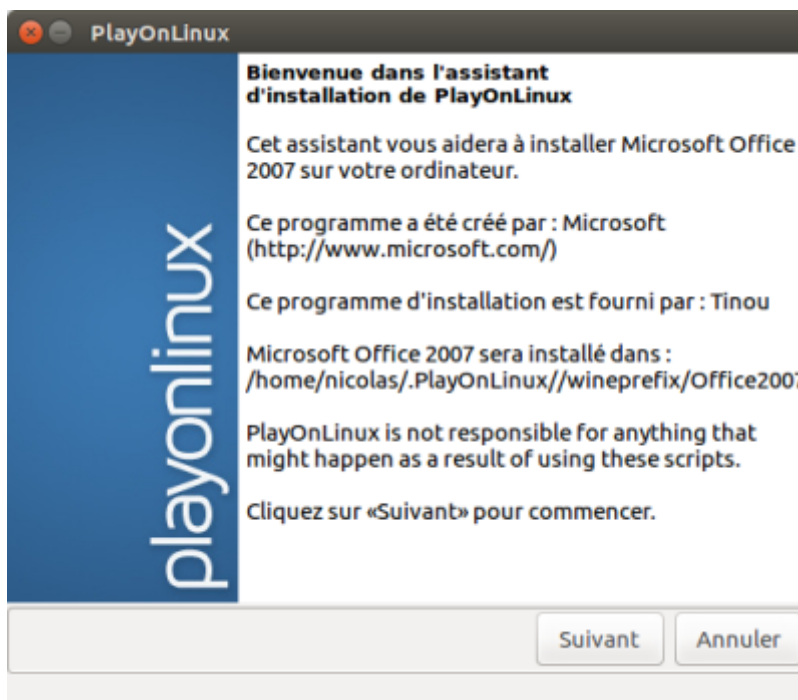 PlayOnLinux
Bienvenue dans l'assistant
d'installation de PlayOnLinux
Cet assistant vous aidera à installer Microsoft Office
2007 sur votre ordinateur.
Ce programme a été créé par : Microsoft
(http://www.microsoft.com/)
Ce programme d'installation est fourni par : Tinou
Microsoft Office 2007 sera installé dans :
/home/nicolas/.PlayOnLinux//wineprefix/Office2007
PlayOnLinux is not responsible for anything that
might happen as a result of using these scripts.
Cliquez sur «Suivant» pour commencer.
playonlinux
Suivant
Annuler